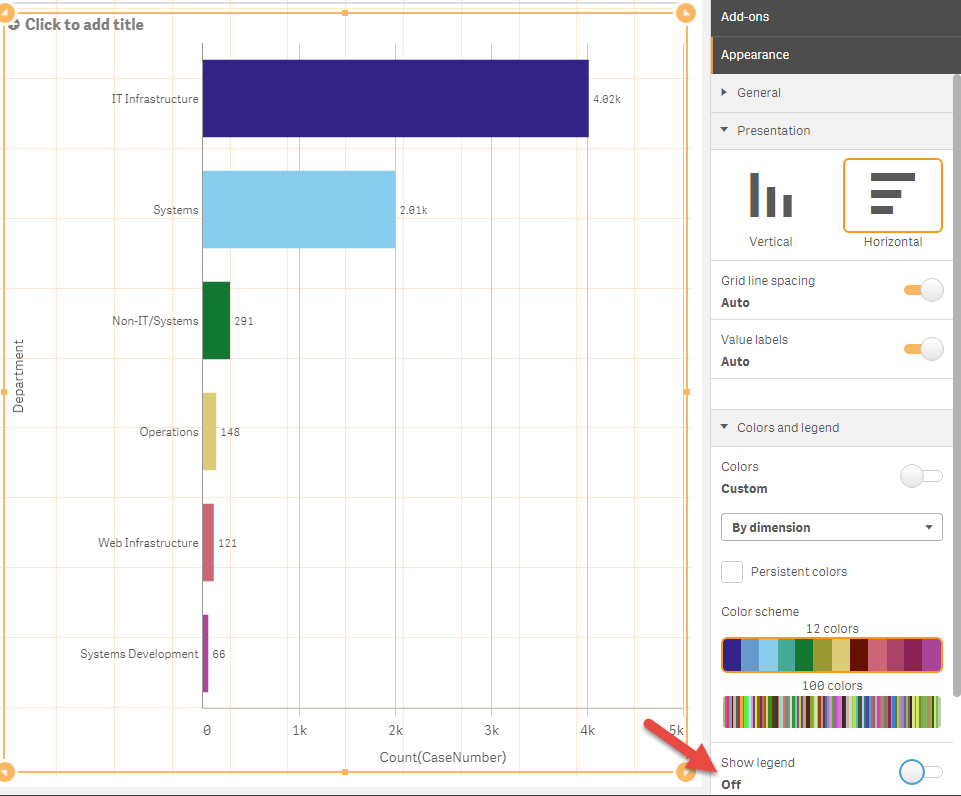 Click to add title
IT Infrastructure
4.02k
Systems
2.01k
Non-IT/Systems
291
Department
Operations
148
Web Infrastructure
121
Systems Development
66
0 1k 2k 3k 4k 5k
Count(CaseNumber)
Add-ons
Appearance
General
Presentation
Vertical Horizontal
Grid line spacing
Auto
Value labels
Auto
Colors and legend
Colors
Custom
By dimension
Persistent colors
Color scheme
12 colors
100 colors
Show legend
Off